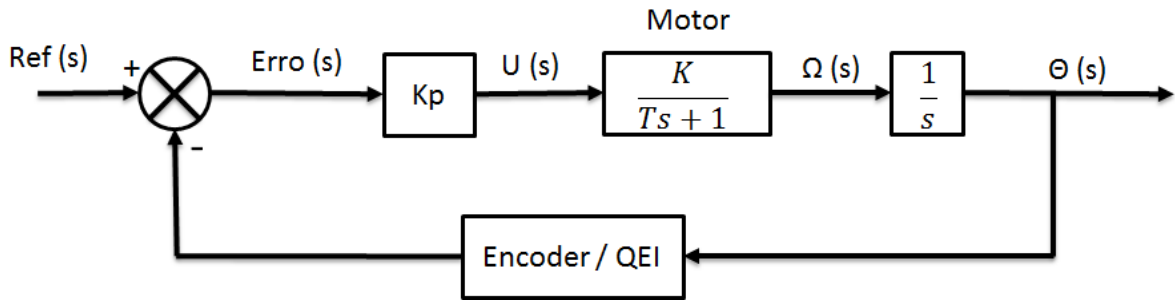 Motor
Ref (s)
+
Erro (s)
Kp
U (s)
K
Ts + 1
Ω (s)
1
s
Θ (s)
-
Encoder / QEI